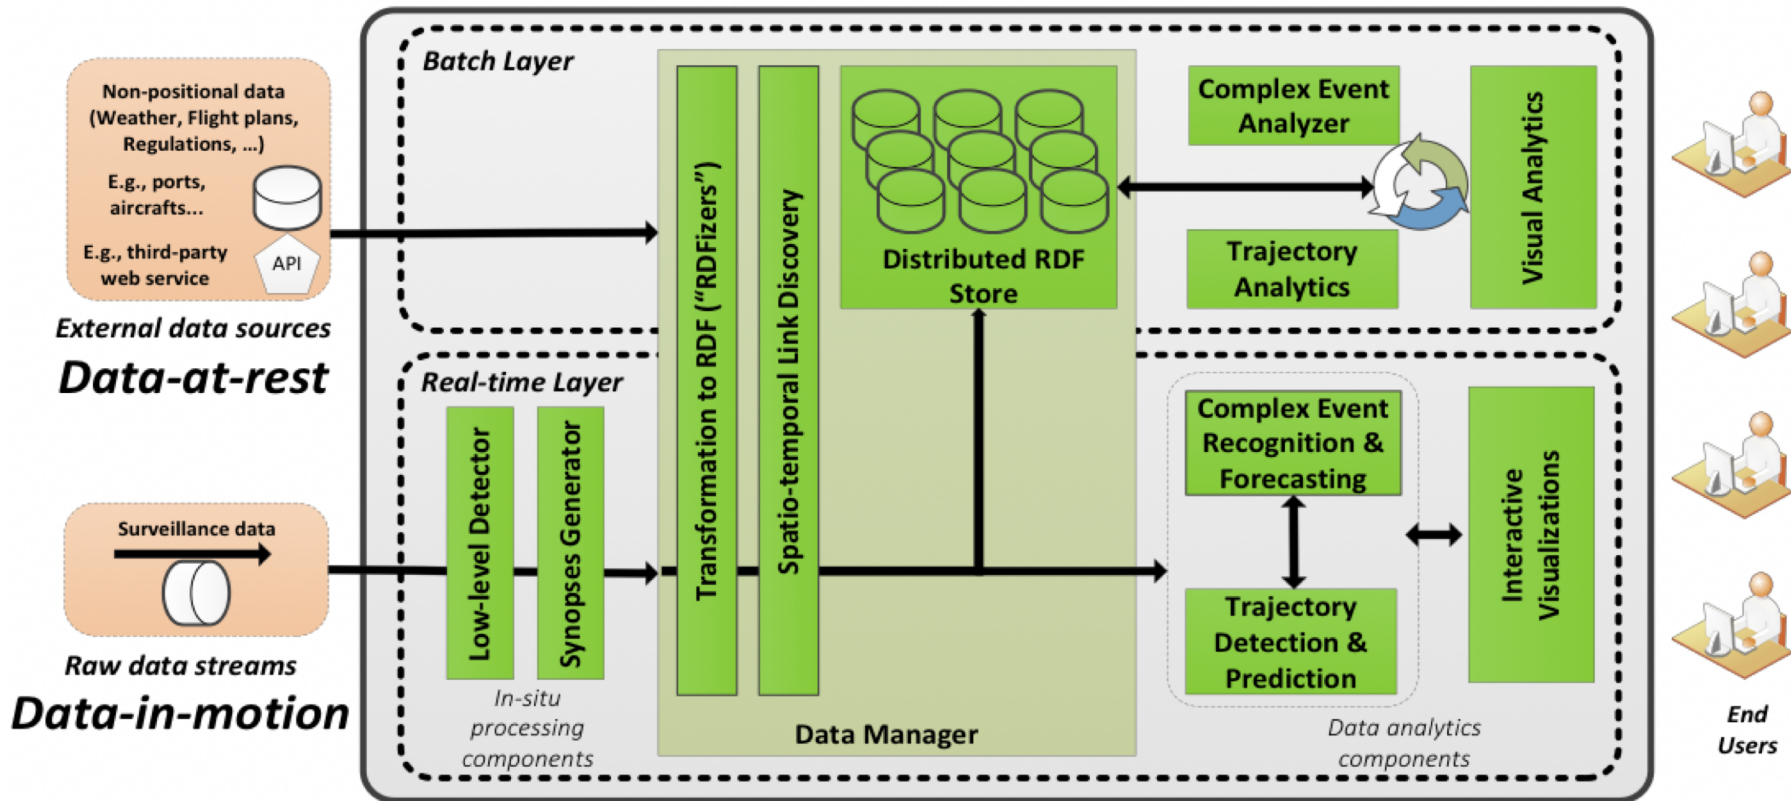 Batch Layer
Non-positional data
(Weather, Flight plans,
Regulations, ...)
E.g., ports,
aircrafts...
E.g., third-party
web service
API
External data sources
Data-at-rest
Transformation to RDF (“RDFizers”)
Spatio-temporal Link Discovery
Distributed RDF
Store
Complex Event
Analyzer
Trajectory
Analytics
Visual Analytics
Real-time Layer
Surveillance data
Raw data streams
Data-in-motion
Low-level Detector
Synopses Generator
In-situ
processing
components
Data Manager
Complex Event
Recognition &
Forecasting
Trajectory
Detection &
Prediction
Interactive
Visualizations
Data analytics
components
End
Users